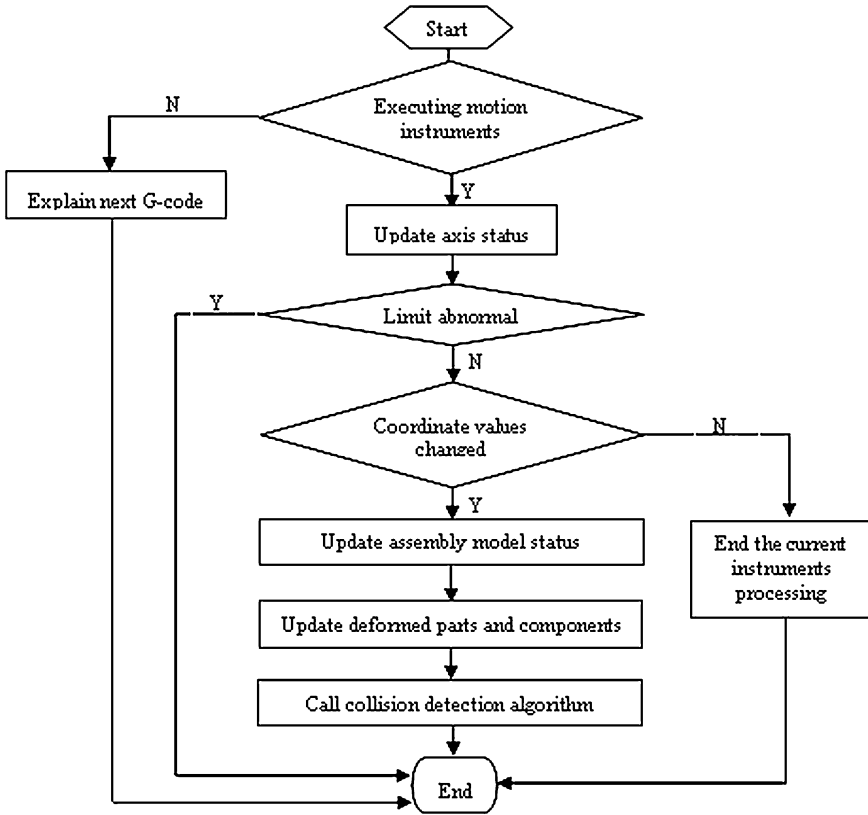 Start
Executing motion
instruments
N
Y
Explain next G-code
Update axis status
Y
Limit abnormal
N
Coordinate values
changed
N
Y
Update assembly model status
End the current
instruments
processing
Update deformed parts and components
Call collision detection algorithm
End